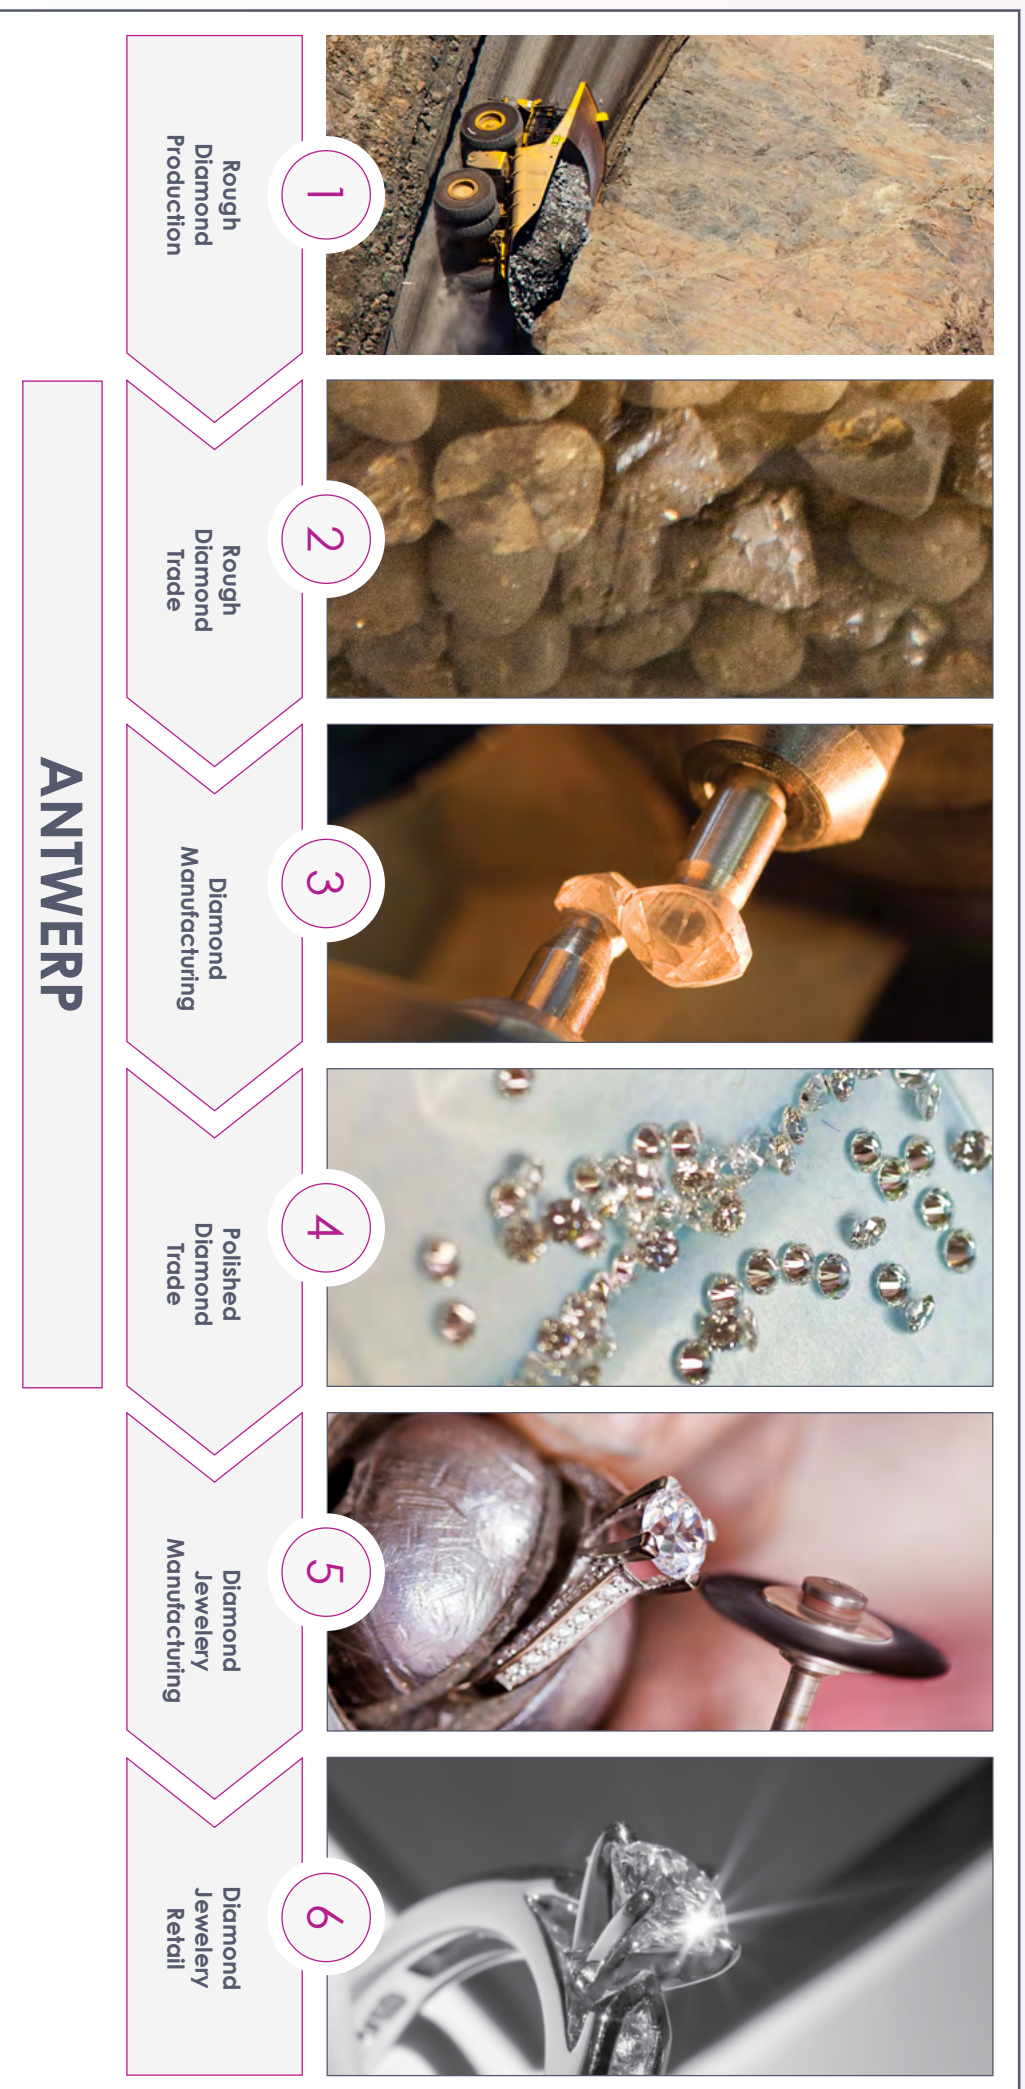 1
Rough
Diamond
Production
2
Rough
Diamond
Trade
3
Diamond
Manufacturing
4
Polished
Diamond
Trade
5
Diamond
Jewelery
Manufacturing
6
Diamond
Jewelery
Retail
ANTWERP